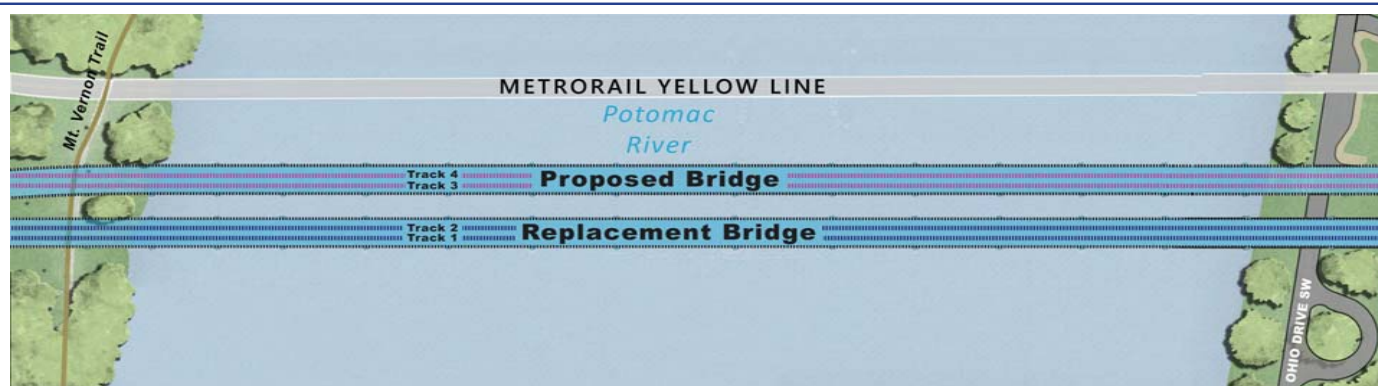 Mt. Vernon Trail
METRORAIL YELLOW LINE
Potomac
River
Track 4
Track 3
Proposed Bridge
Track 2
Track 1
Replacement Bridge
OHIO DRIVE SW